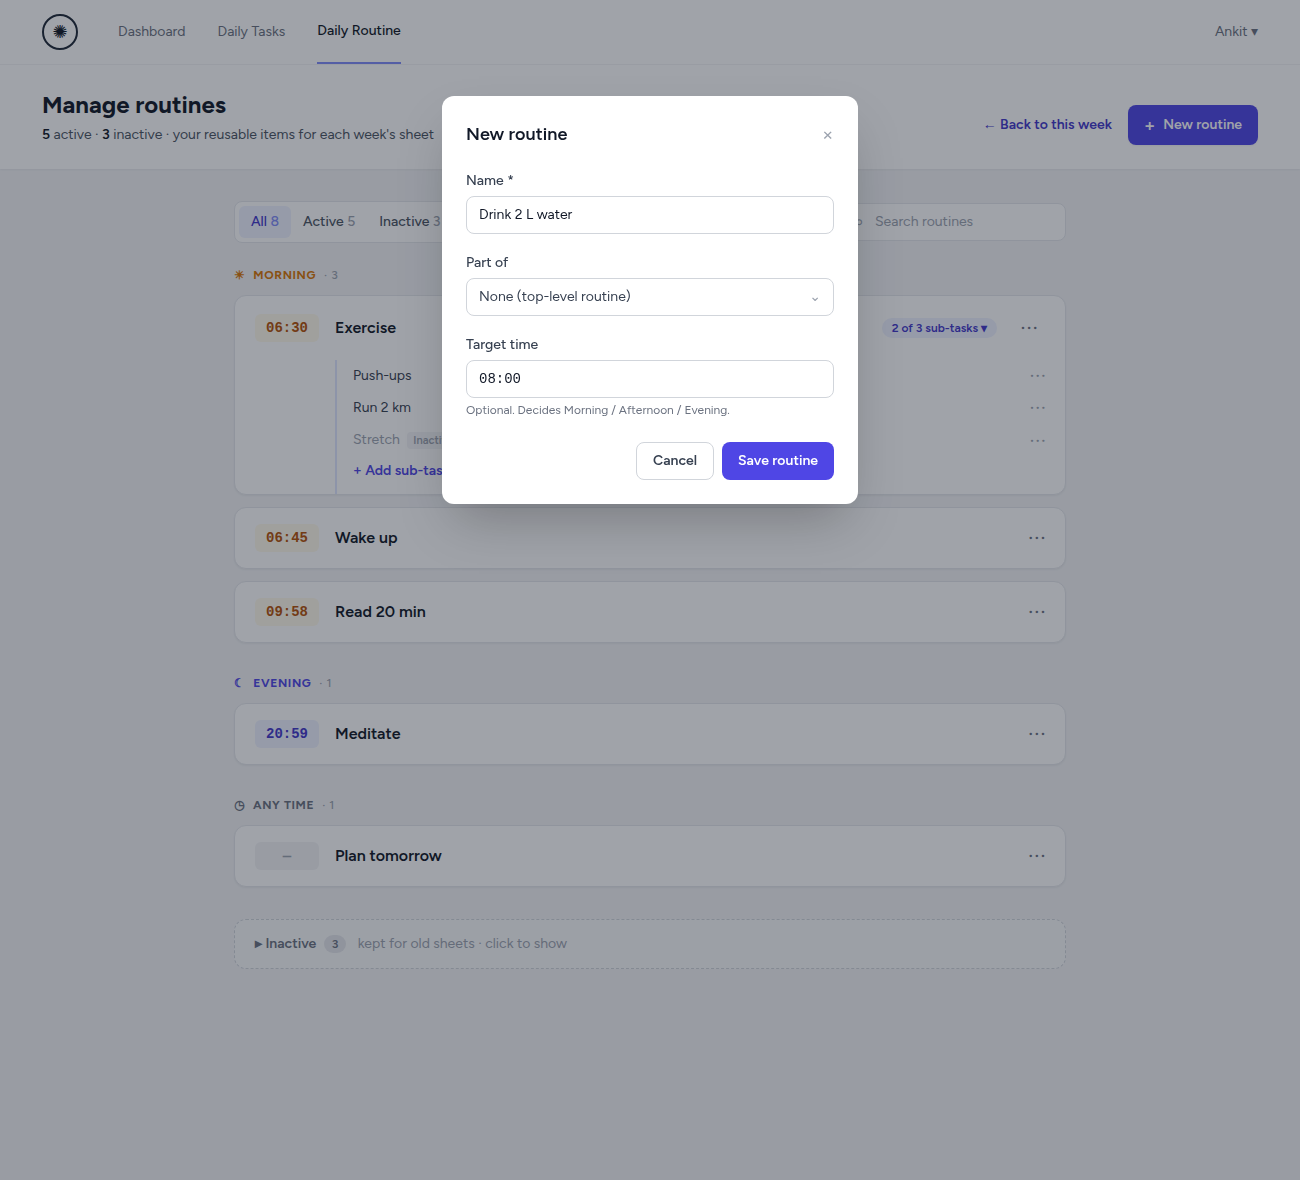 Dashboard Daily Tasks Daily Routine Ankit ▾
Manage routines
5 active · 3 inactive · your reusable items for each week's sheet
← Back to this week
+ New routine
New routine ×
Name *
Drink 2 L water
Part of
None (top-level routine)
Target time
08:00
Optional. Decides Morning / Afternoon / Evening.
Cancel Save routine
All 8 Active 5 Inactive 3
Search routines
MORNING · 3
06:30 Exercise 2 of 3 sub-tasks ▾ ···
Push-ups ···
Run 2 km ···
Stretch ···
+ Add
06:45 Wake up ···
09:58 Read 20 min ···
EVENING · 1
20:59 Meditate ···
ANY TIME · 1
– Plan tomorrow ···
▸ Inactive 3 kept for old sheets · click to show